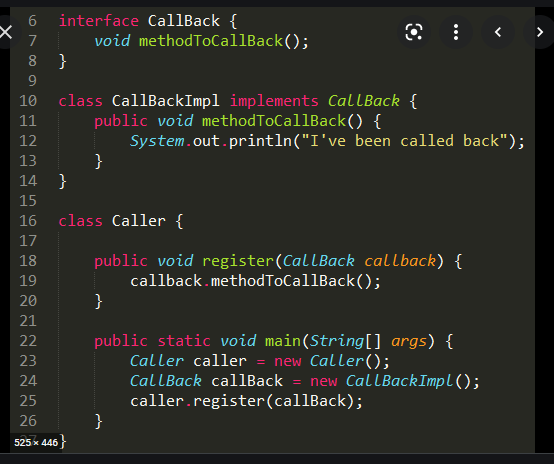 6 interface CallBack {
7     void methodToCallBack();
8 }
9
10 class CallBackImpl implements CallBack {
11     public void methodToCallBack() {
12         System.out.println("I've been called back");
13     }
14 }
15
16 class Caller {
17
18     public void register(CallBack callback) {
19         callback.methodToCallBack();
20     }
21
22     public static void main(String[] args) {
23         Caller caller = new Caller();
24         CallBack callBack = new CallBackImpl();
25         caller.register(callBack);
26     }
}
525 × 446